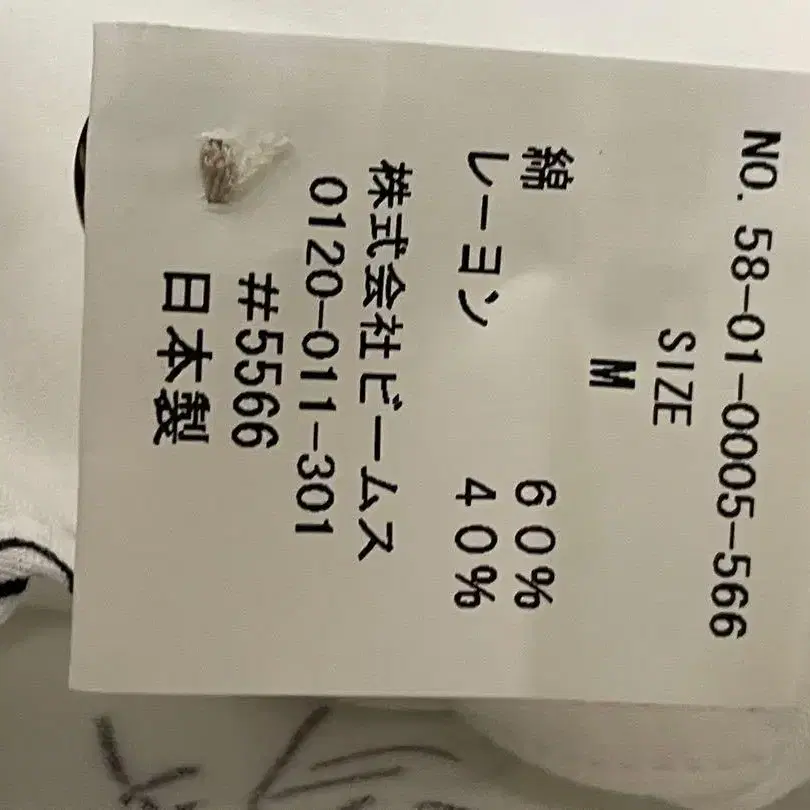 NO. 58-01-0005-566
SIZE
M
綿 60%
レーヨン 40%
株式会社ビームス
0120-011-301
#5566
日本製